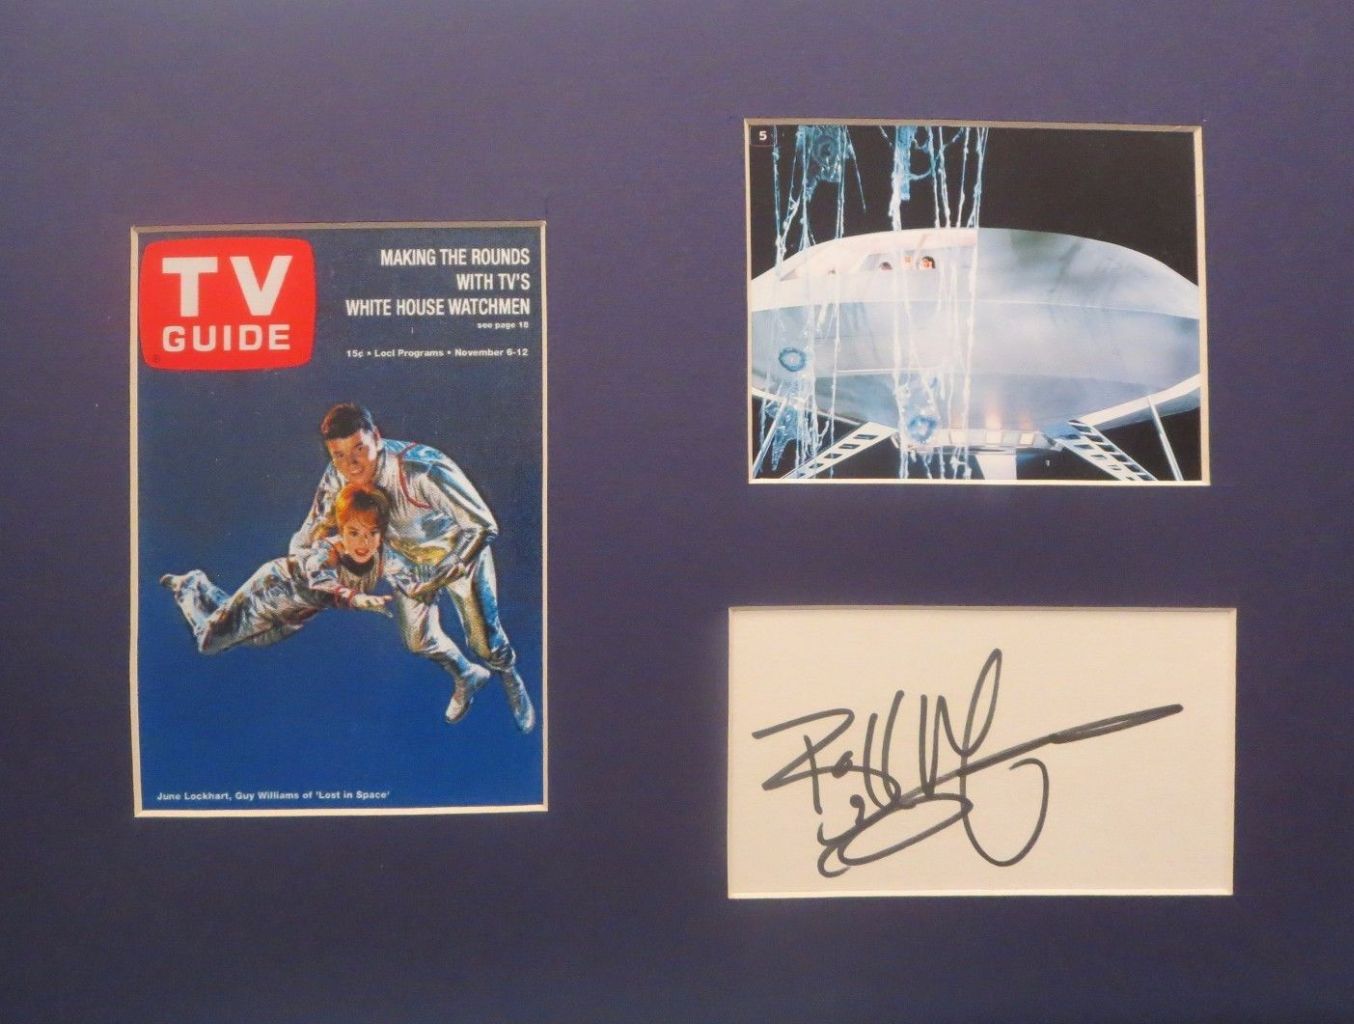 TV
GUIDE
MAKING THE ROUNDS
WITH TV'S
WHITE HOUSE WATCHMEN
see page 18
15¢ • Locl Programs • November 6-12
June Lockhart, Guy Williams of 'Lost in Space'
5